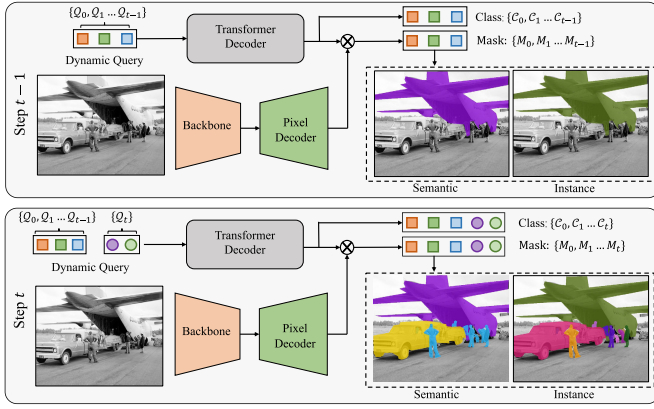 {Q₀, Q₁ … Qₜ₋₁}
Dynamic Query
Transformer
Decoder
Class: {C₀, C₁ … Cₜ₋₁}
Mask: {M₀, M₁ … Mₜ₋₁}
Step t − 1
Backbone
Pixel
Decoder
Semantic
Instance
{Q₀, Q₁ … Qₜ₋₁}
{Qₜ}
Dynamic Query
Transformer
Decoder
Class: {C₀, C₁ … Cₜ}
Mask: {M₀, M₁ … Mₜ}
Step t
Backbone
Pixel
Decoder
Semantic
Instance